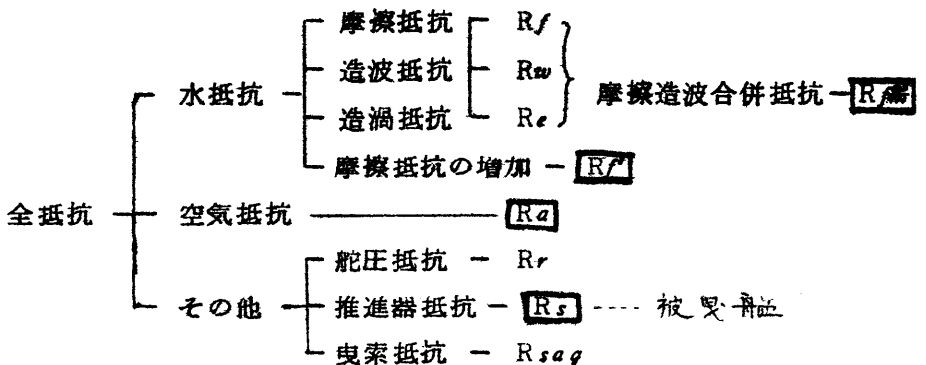 摩擦抵抗 Rf
造波抵抗 Rw
水抵抗 摩擦造波合併抵抗
造渦抵抗 Re
摩擦抵抗の増加 Rf'
全抵抗 空気抵抗 Ra
舵圧抵抗 Rr
その他 推進器抵抗 Rs 被曳
曳索抵抗 Rsag